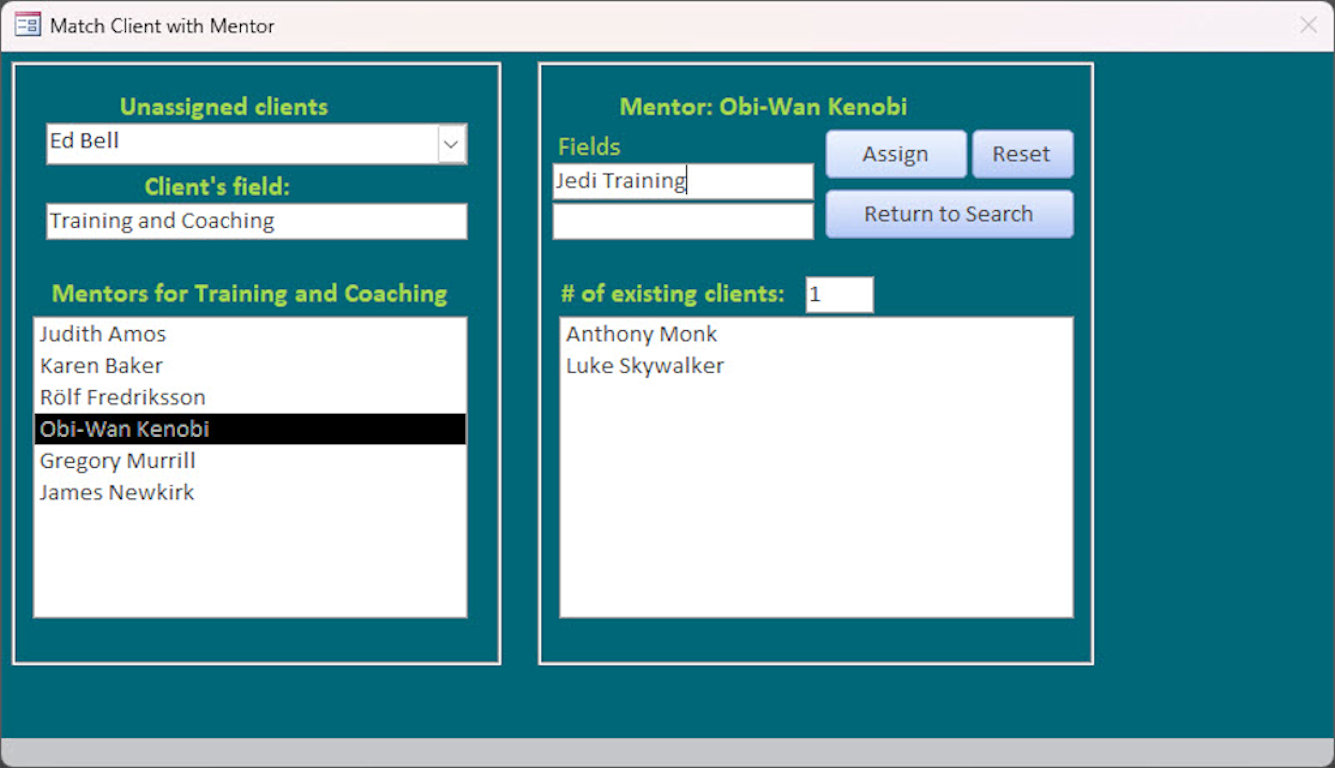 Match Client with Mentor
Unassigned clients
Ed Bell
Client's field:
Training and Coaching
Mentors for Training and Coaching
Judith Amos
Karen Baker
Rölf Fredriksson
Obi-Wan Kenobi
Gregory Murrill
James Newkirk
Mentor: Obi-Wan Kenobi
Fields
Jedi Training
Assign
Reset
Return to Search
# of existing clients: 1
Anthony Monk
Luke Skywalker